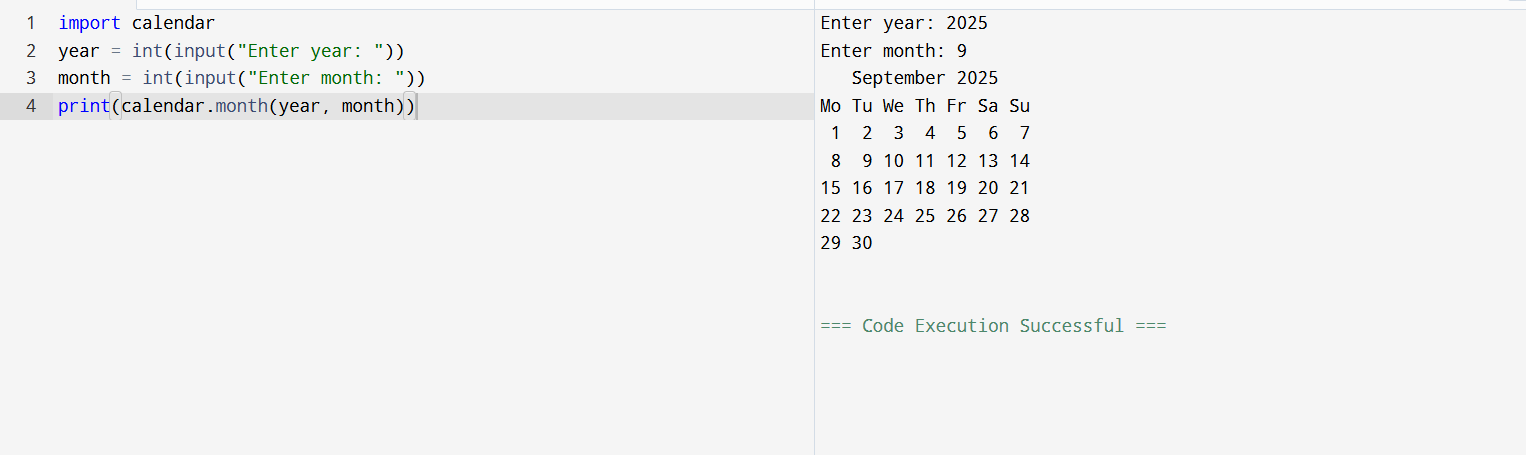 1 import calendar
2 year = int(input("Enter year: "))
3 month = int(input("Enter month: "))
4 print(calendar.month(year, month))
Enter year: 2025
Enter month: 9
   September 2025
Mo Tu We Th Fr Sa Su
 1  2  3  4  5  6  7
 8  9 10 11 12 13 14
15 16 17 18 19 20 21
22 23 24 25 26 27 28
29 30
=== Code Execution Successful ===